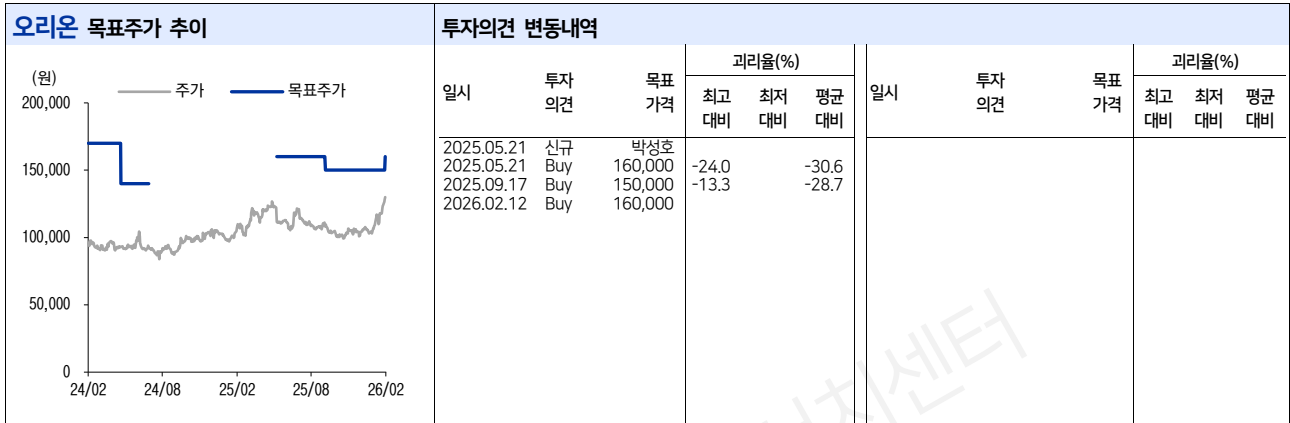 오리온 목표주가 추이
(원)
주가 목표주가
200,000
150,000
100,000
50,000
0
24/02 24/08 25/02 25/08 26/02
투자의견 변동내역
일시 투자의견 목표가격 괴리율(%)
최고대비 최저대비 평균대비
2025.05.21 신규 박성호
2025.05.21 Buy 160,000 -24.0 -30.6
2025.09.17 Buy 150,000 -13.3 -28.7
2026.02.12 Buy 160,000
일시 투자의견 목표가격 괴리율(%)
최고대비 최저대비 평균대비
센터